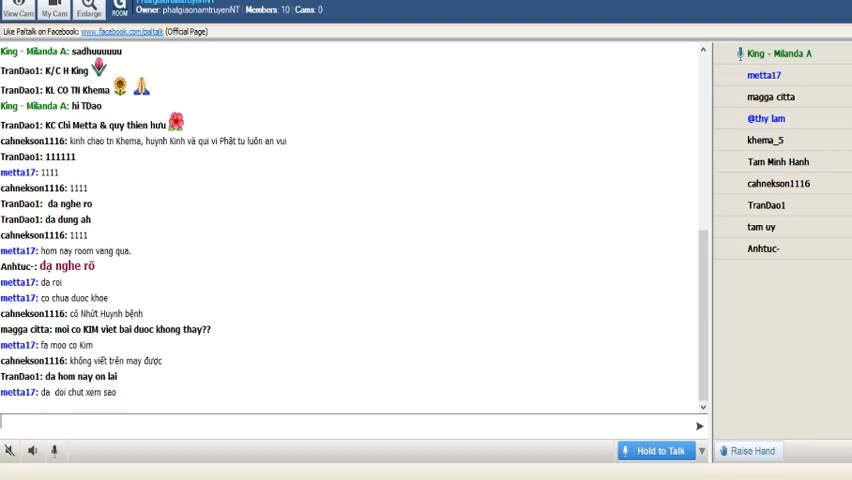 View Cam
My Cam
Enlarge
G
ROOM
PhatgiaonamtruyenNT
Owner: phatgiaonamtruyenNT | Members: 10 | Cams: 0
Like Paltalk on Facebook: www.facebook.com/paltalk (Official Page)
King - Milanda A: sadhuuuuuu
TranDao1: K/C H King
TranDao1: KL CO TN Khema
King - Milanda A: hi TDao
TranDao1: KC Chi Metta & quy thien hưu
cahnekson1116: kinh chao tn Khema, huynh Kinh và qui vi Phật tu luôn an vui
TranDao1: 111111
metta17: 1111
cahnekson1116: 1111
TranDao1: da nghe ro
TranDao1: da dung ah
cahnekson1116: 1111
metta17: hom nay room vang qua.
Anhtuc-: dạ nghe rõ
metta17: da roi
metta17: co chua duoc khoe
cahnekson1116: cô Nhứt Huynh bệnh
magga citta: moi co KIM viet bai duoc khong thay??
metta17: fa moo co Kim
cahnekson1116: không viết trên may được
TranDao1: da hom nay on lai
metta17: da doi chut xem sao
Hold to Talk
King - Milanda A
metta17
magga citta
@thy lam
khema_5
Tam Minh Hanh
cahnekson1116
TranDao1
tam uy
Anhtuc-
Raise Hand